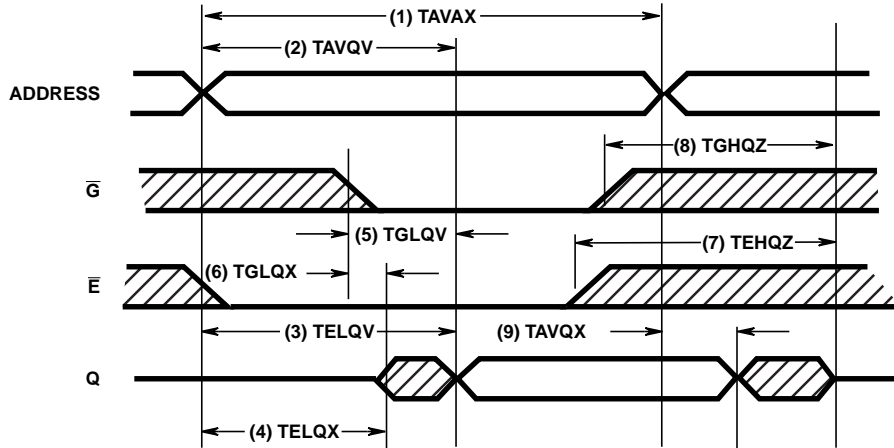 (1) TAVAX
(2) TAVQV
ADDRESS
(8) TGHQZ
G̅
(5) TGLQV
(7) TEHQZ
(6) TGLQX
E̅
(3) TELQV
(9) TAVQX
Q
(4) TELQX